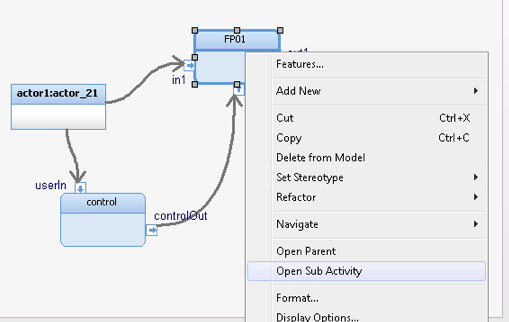 FP01
out1
in1
actor1:actor_21
userIn
control
controlOut
Features...
Add New
Cut Ctrl+X
Copy Ctrl+C
Delete from Model
Set Stereotype
Refactor
Navigate
Open Parent
Open Sub Activity
Format...
Display Options...